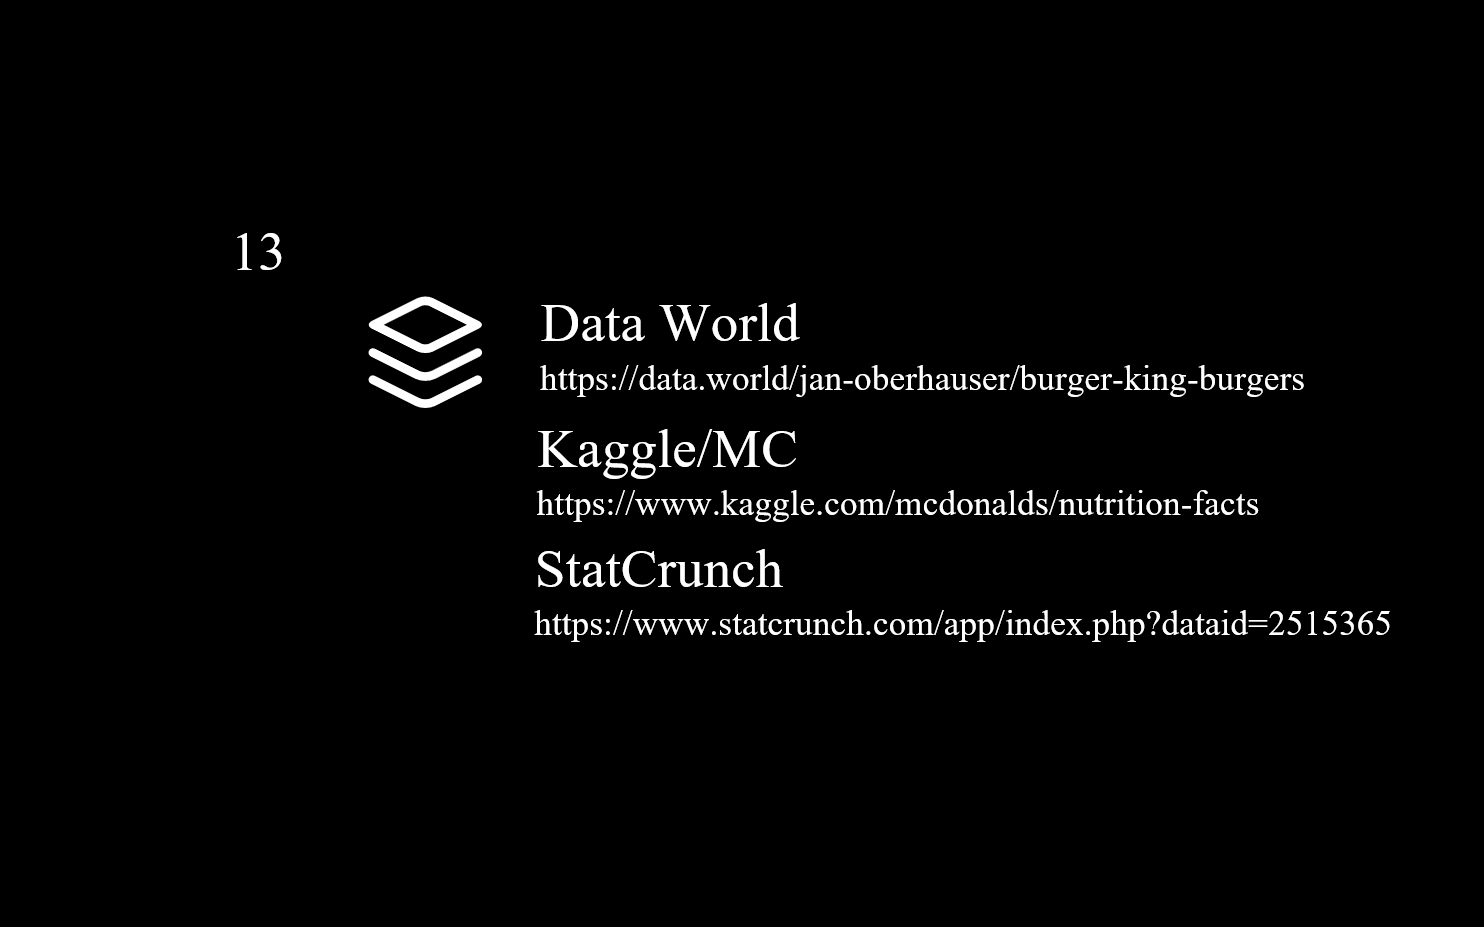 13
Data World
https://data.world/jan-oberhauser/burger-king-burgers
Kaggle/MC
https://www.kaggle.com/mcdonalds/nutrition-facts
StatCrunch
https://www.statcrunch.com/app/index.php?dataid=2515365